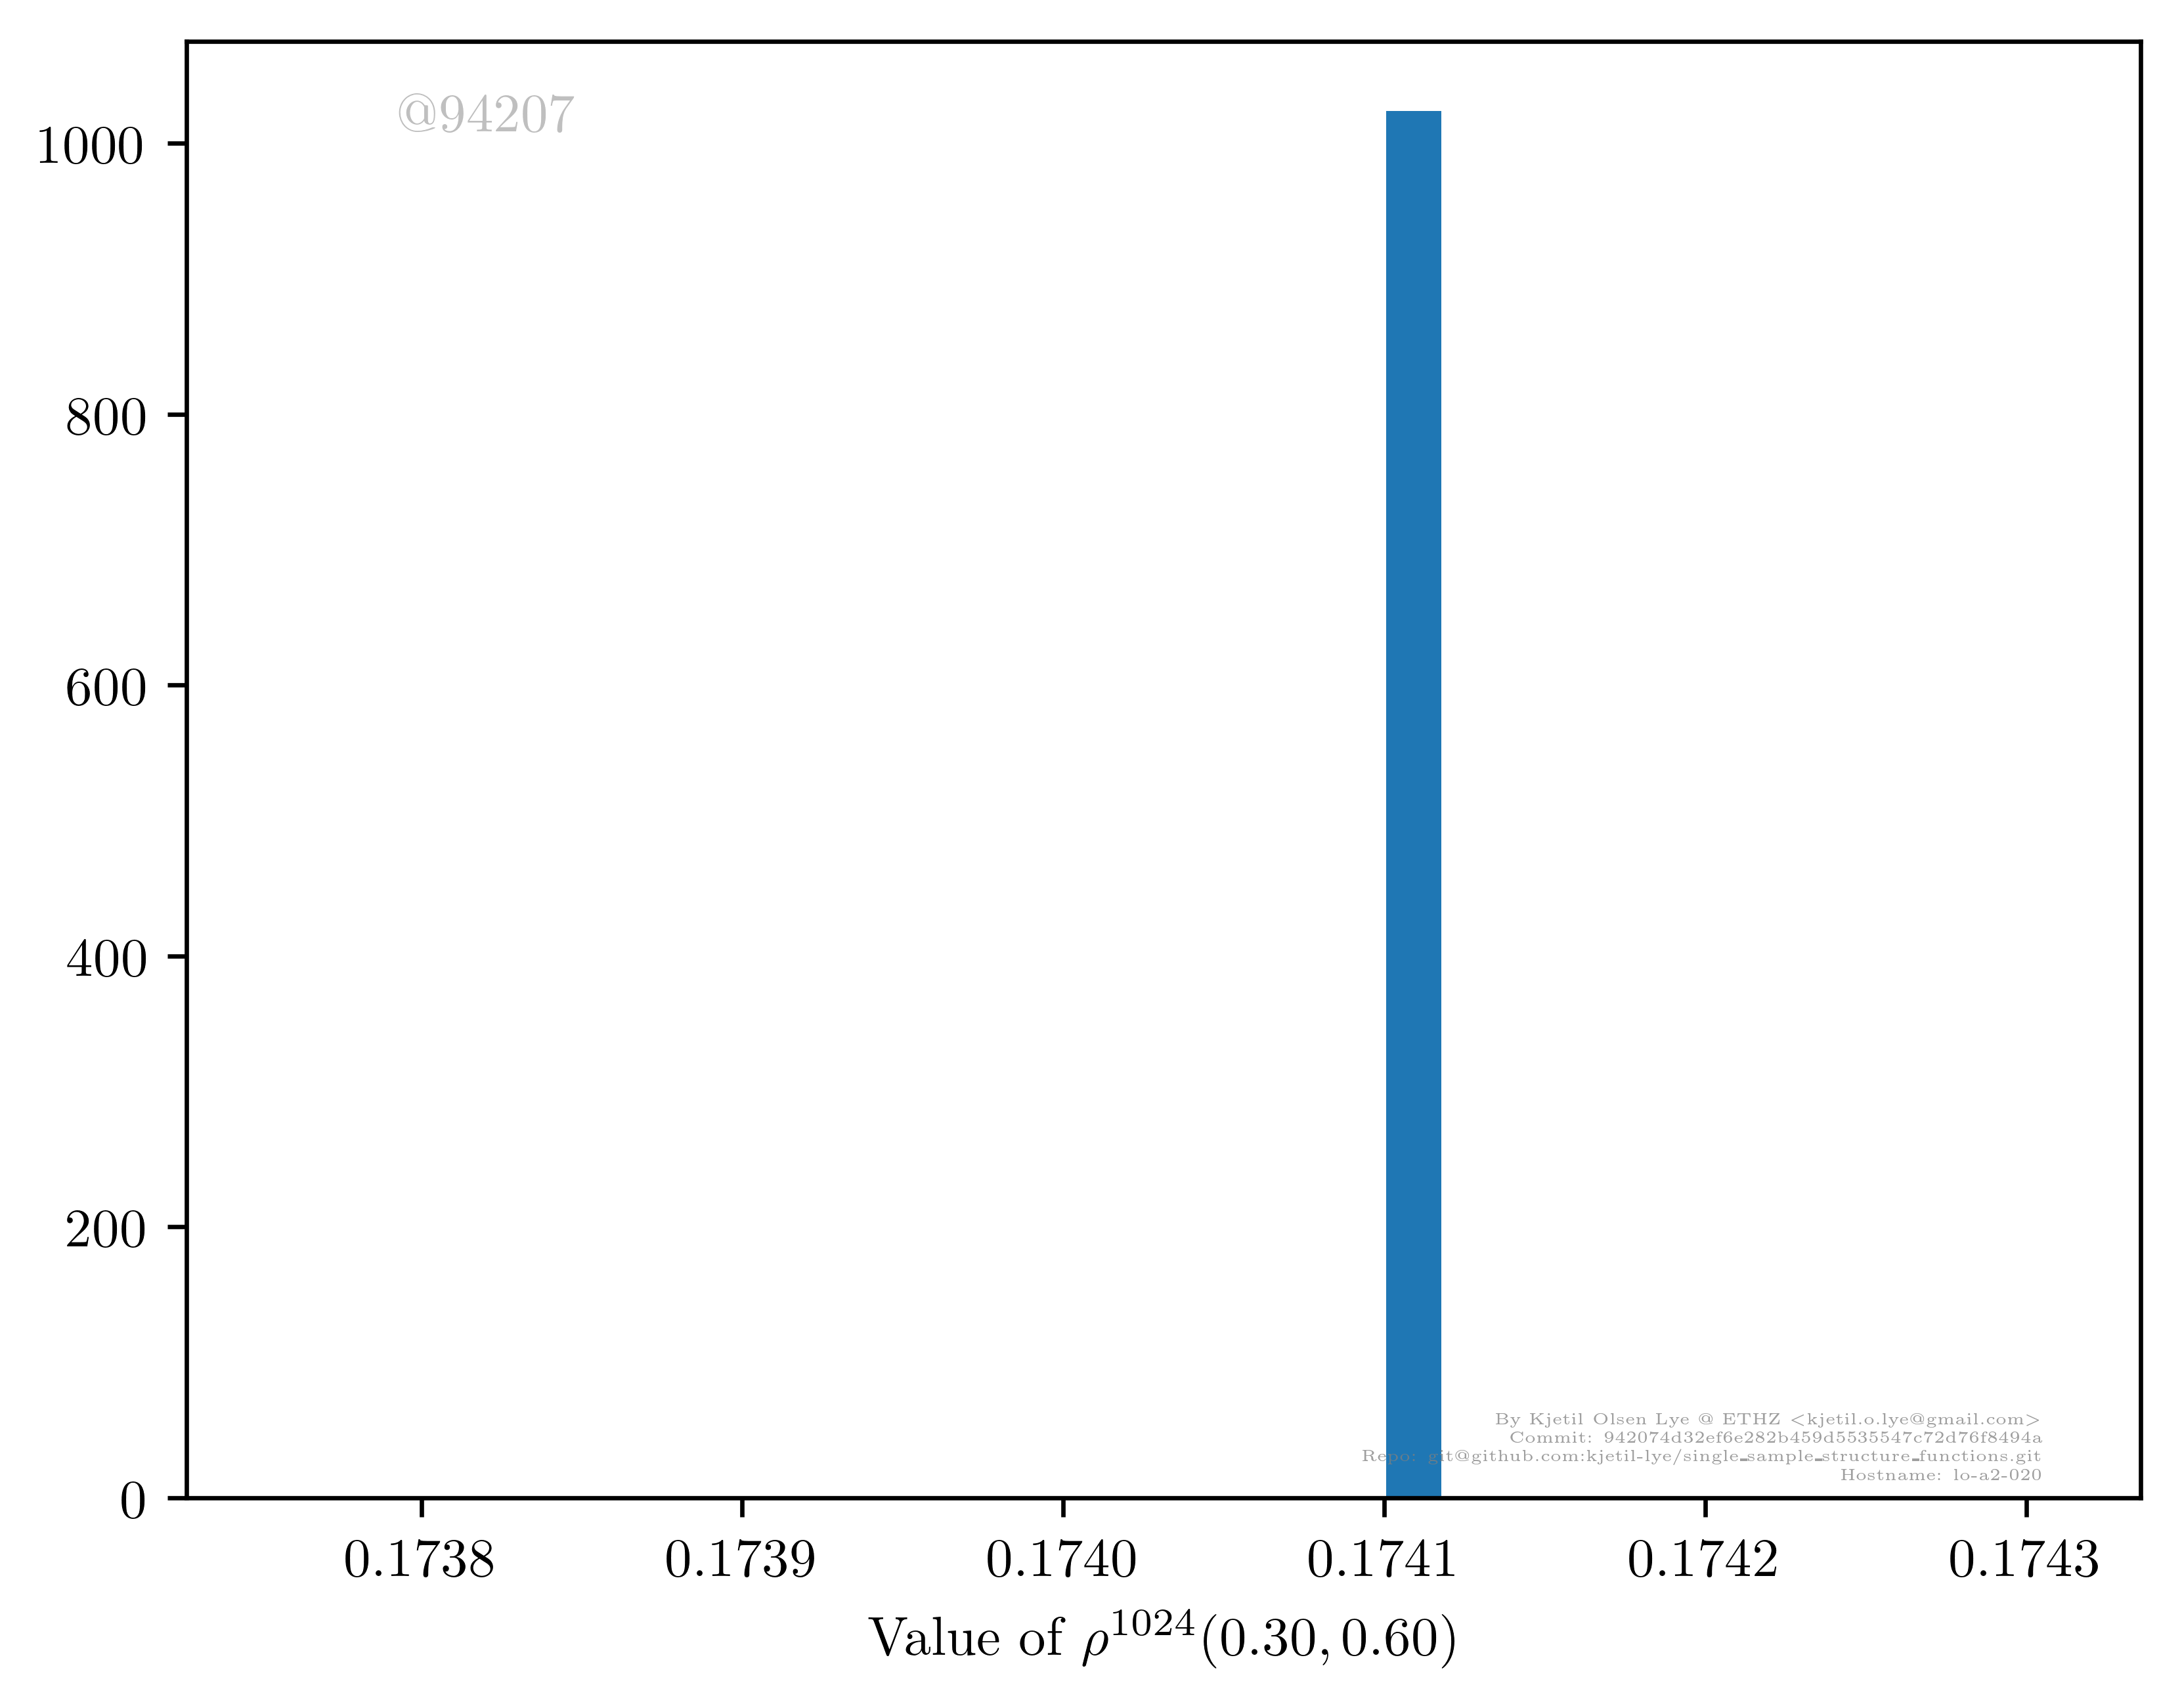 @94207
1000
800
600
400
200
0
By Kjetil Olsen Lye @ ETHZ <kjetil.o.lye@gmail.com>
Commit: 942074d32ef6e282b459d5535547c72d76f8494a
Repo: git@github.com:kjetil-lye/single_sample_structure_functions.git
Hostname: lo-a2-020
0.1738 0.1739 0.1740 0.1741 0.1742 0.1743
Value of ρ¹⁰²⁴(0.30, 0.60)